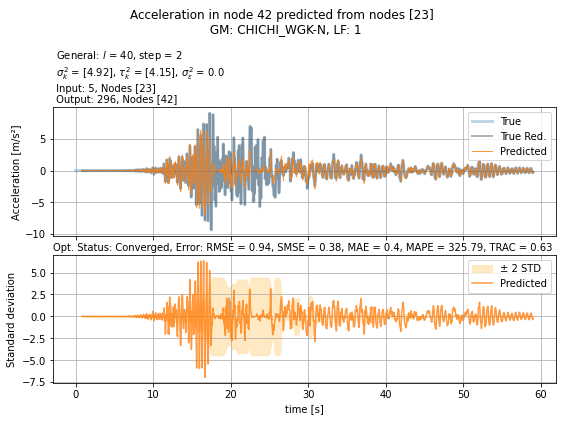 Acceleration in node 42 predicted from nodes [23]
GM: CHICHI_WGK-N, LF: 1
General: l = 40, step = 2
σ²ₖ = [4.92], τ²ₖ = [4.15], σ²ε = 0.0
Input: 5, Nodes [23]
Output: 296, Nodes [42]
Acceleration [m/s²]
5
0
−5
−10
True
True Red.
Predicted
Opt. Status: Converged, Error: RMSE = 0.94, SMSE = 0.38, MAE = 0.4, MAPE = 325.79, TRAC = 0.63
Standard deviation
5.0
2.5
0.0
−2.5
−5.0
−7.5
± 2 STD
Predicted
0 10 20 30 40 50 60
time [s]